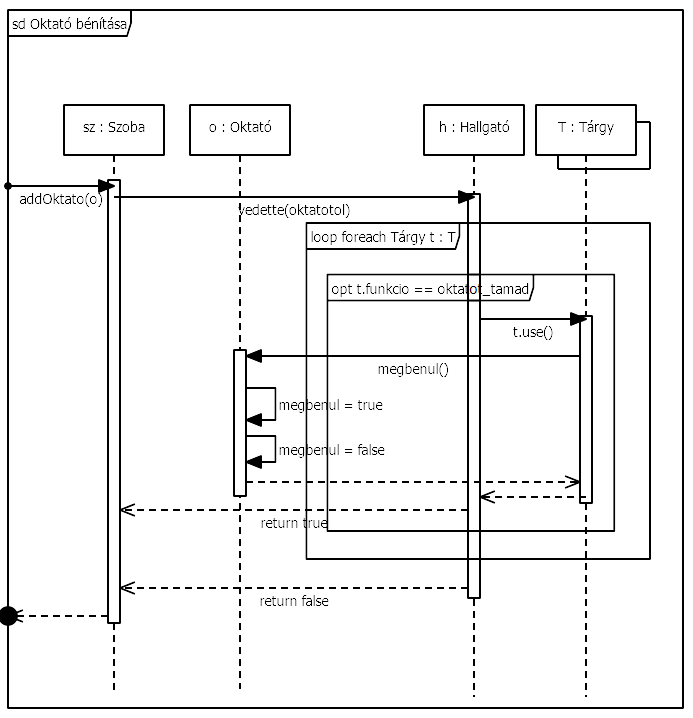 sd Oktató bénítása
sz : Szoba
o : Oktató
h : Hallgató
T : Tárgy
addOktato(o)
vedette(oktatotol)
loop foreach Tárgy t : T
opt t.funkcio == oktatot_tamad
t.use()
megbenul()
megbenul = true
megbenul = false
return true
return false